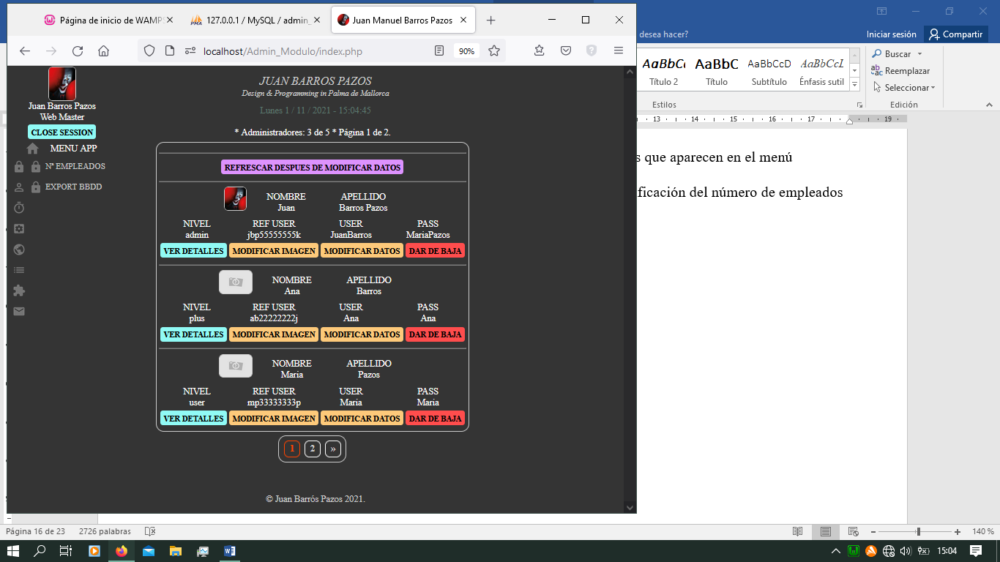 Página de inicio de WAMPS
127.0.0.1 / MySQL / admin_
Juan Manuel Barros Pazos
localhost/Admin_Modulo/index.php
90%
Juan Barros Pazos
Web Master
CLOSE SESSION
MENU APP
Nª EMPLEADOS
EXPORT BBDD
JUAN BARROS PAZOS
Design & Programming in Palma de Mallorca
Lunes 1 / 11 / 2021 - 15:04:45
* Administradores: 3 de 5 * Página 1 de 2.
REFRESCAR DESPUES DE MODIFICAR DATOS
NOMBRE APELLIDO
Juan Barros Pazos
NIVEL REF USER USER PASS
admin jbp55555555k JuanBarros MariaPazos
VER DETALLES MODIFICAR IMAGEN MODIFICAR DATOS DAR DE BAJA
NOMBRE APELLIDO
Ana Barros
NIVEL REF USER USER PASS
plus ab22222222j Ana Ana
VER DETALLES MODIFICAR IMAGEN MODIFICAR DATOS DAR DE BAJA
NOMBRE APELLIDO
Maria Pazos
NIVEL REF USER USER PASS
user mp33333333p Maria Maria
VER DETALLES MODIFICAR IMAGEN MODIFICAR DATOS DAR DE BAJA
1 2 »
© Juan Barrós Pazos 2021.
desea hacer?
Iniciar sesión
Compartir
AaBbCc AaBbC AaBbCcD AaBbCcL
Título 2 Título Subtítulo Énfasis sutil
Estilos
Buscar
Reemplazar
Seleccionar
Edición
13 14 15 16 17 19
s que aparecen en el menú
ficación del número de empleados
Página 16 de 23 2726 palabras
140 %
15:04